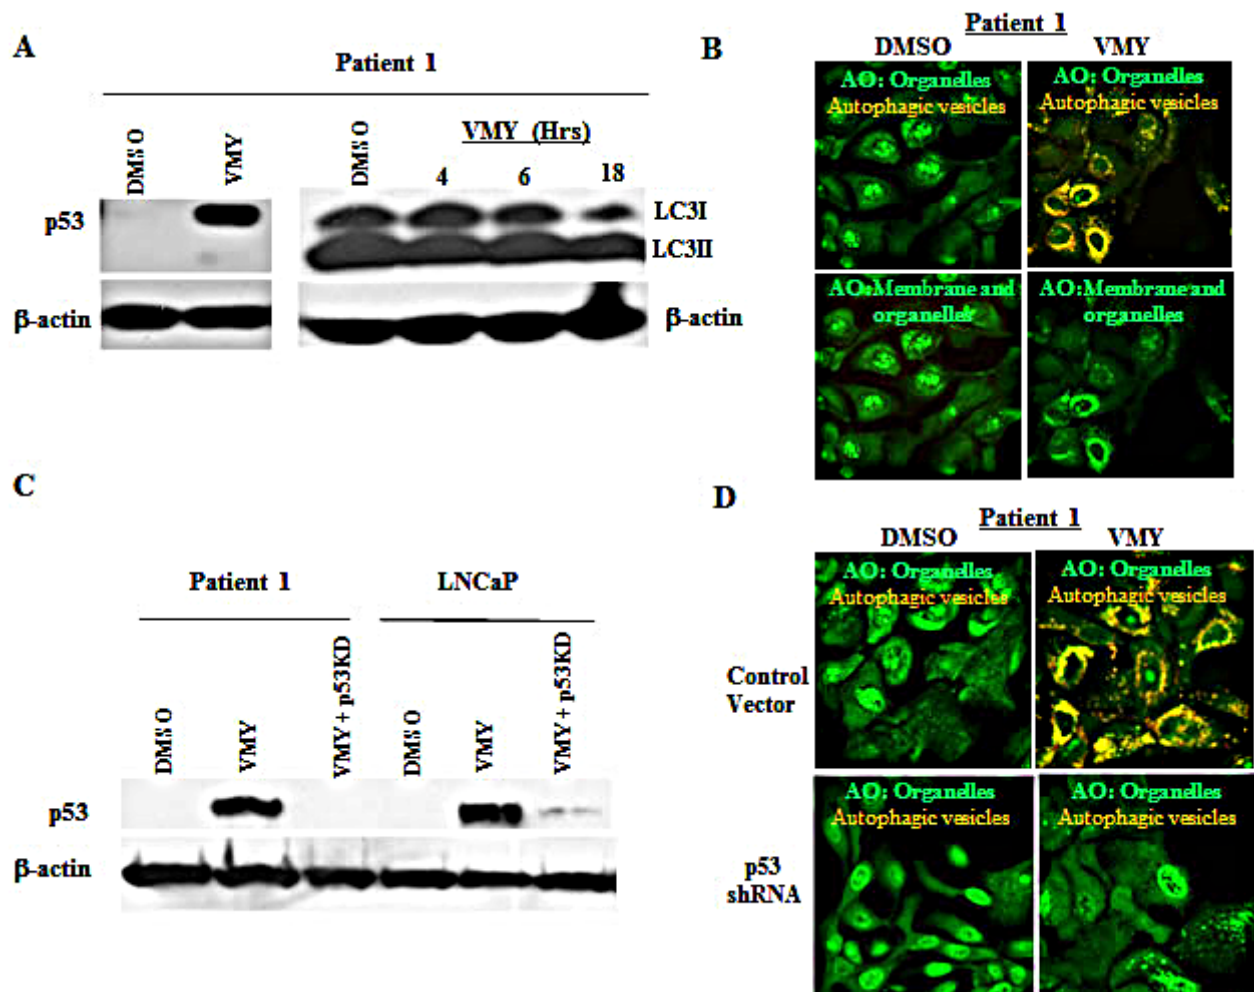 A
Patient 1
DMSO
VMY
VMY (Hrs)
DMSO
4
6
18
p53
LC3I
LC3II
β-actin
β-actin
B
Patient 1
DMSO
VMY
AO: Organelles
Autophagic vesicles
AO: Organelles
Autophagic vesicles
AO:Membrane and
organelles
AO:Membrane and
organelles
C
Patient 1
LNCaP
DMSO
VMY
VMY + p53KD
DMSO
VMY
VMY + p53KD
p53
β-actin
D
Patient 1
DMSO
VMY
AO: Organelles
Autophagic vesicles
AO: Organelles
Autophagic vesicles
Control
Vector
AO: Organelles
Autophagic vesicles
AO: Organelles
Autophagic vesicles
p53
shRNA